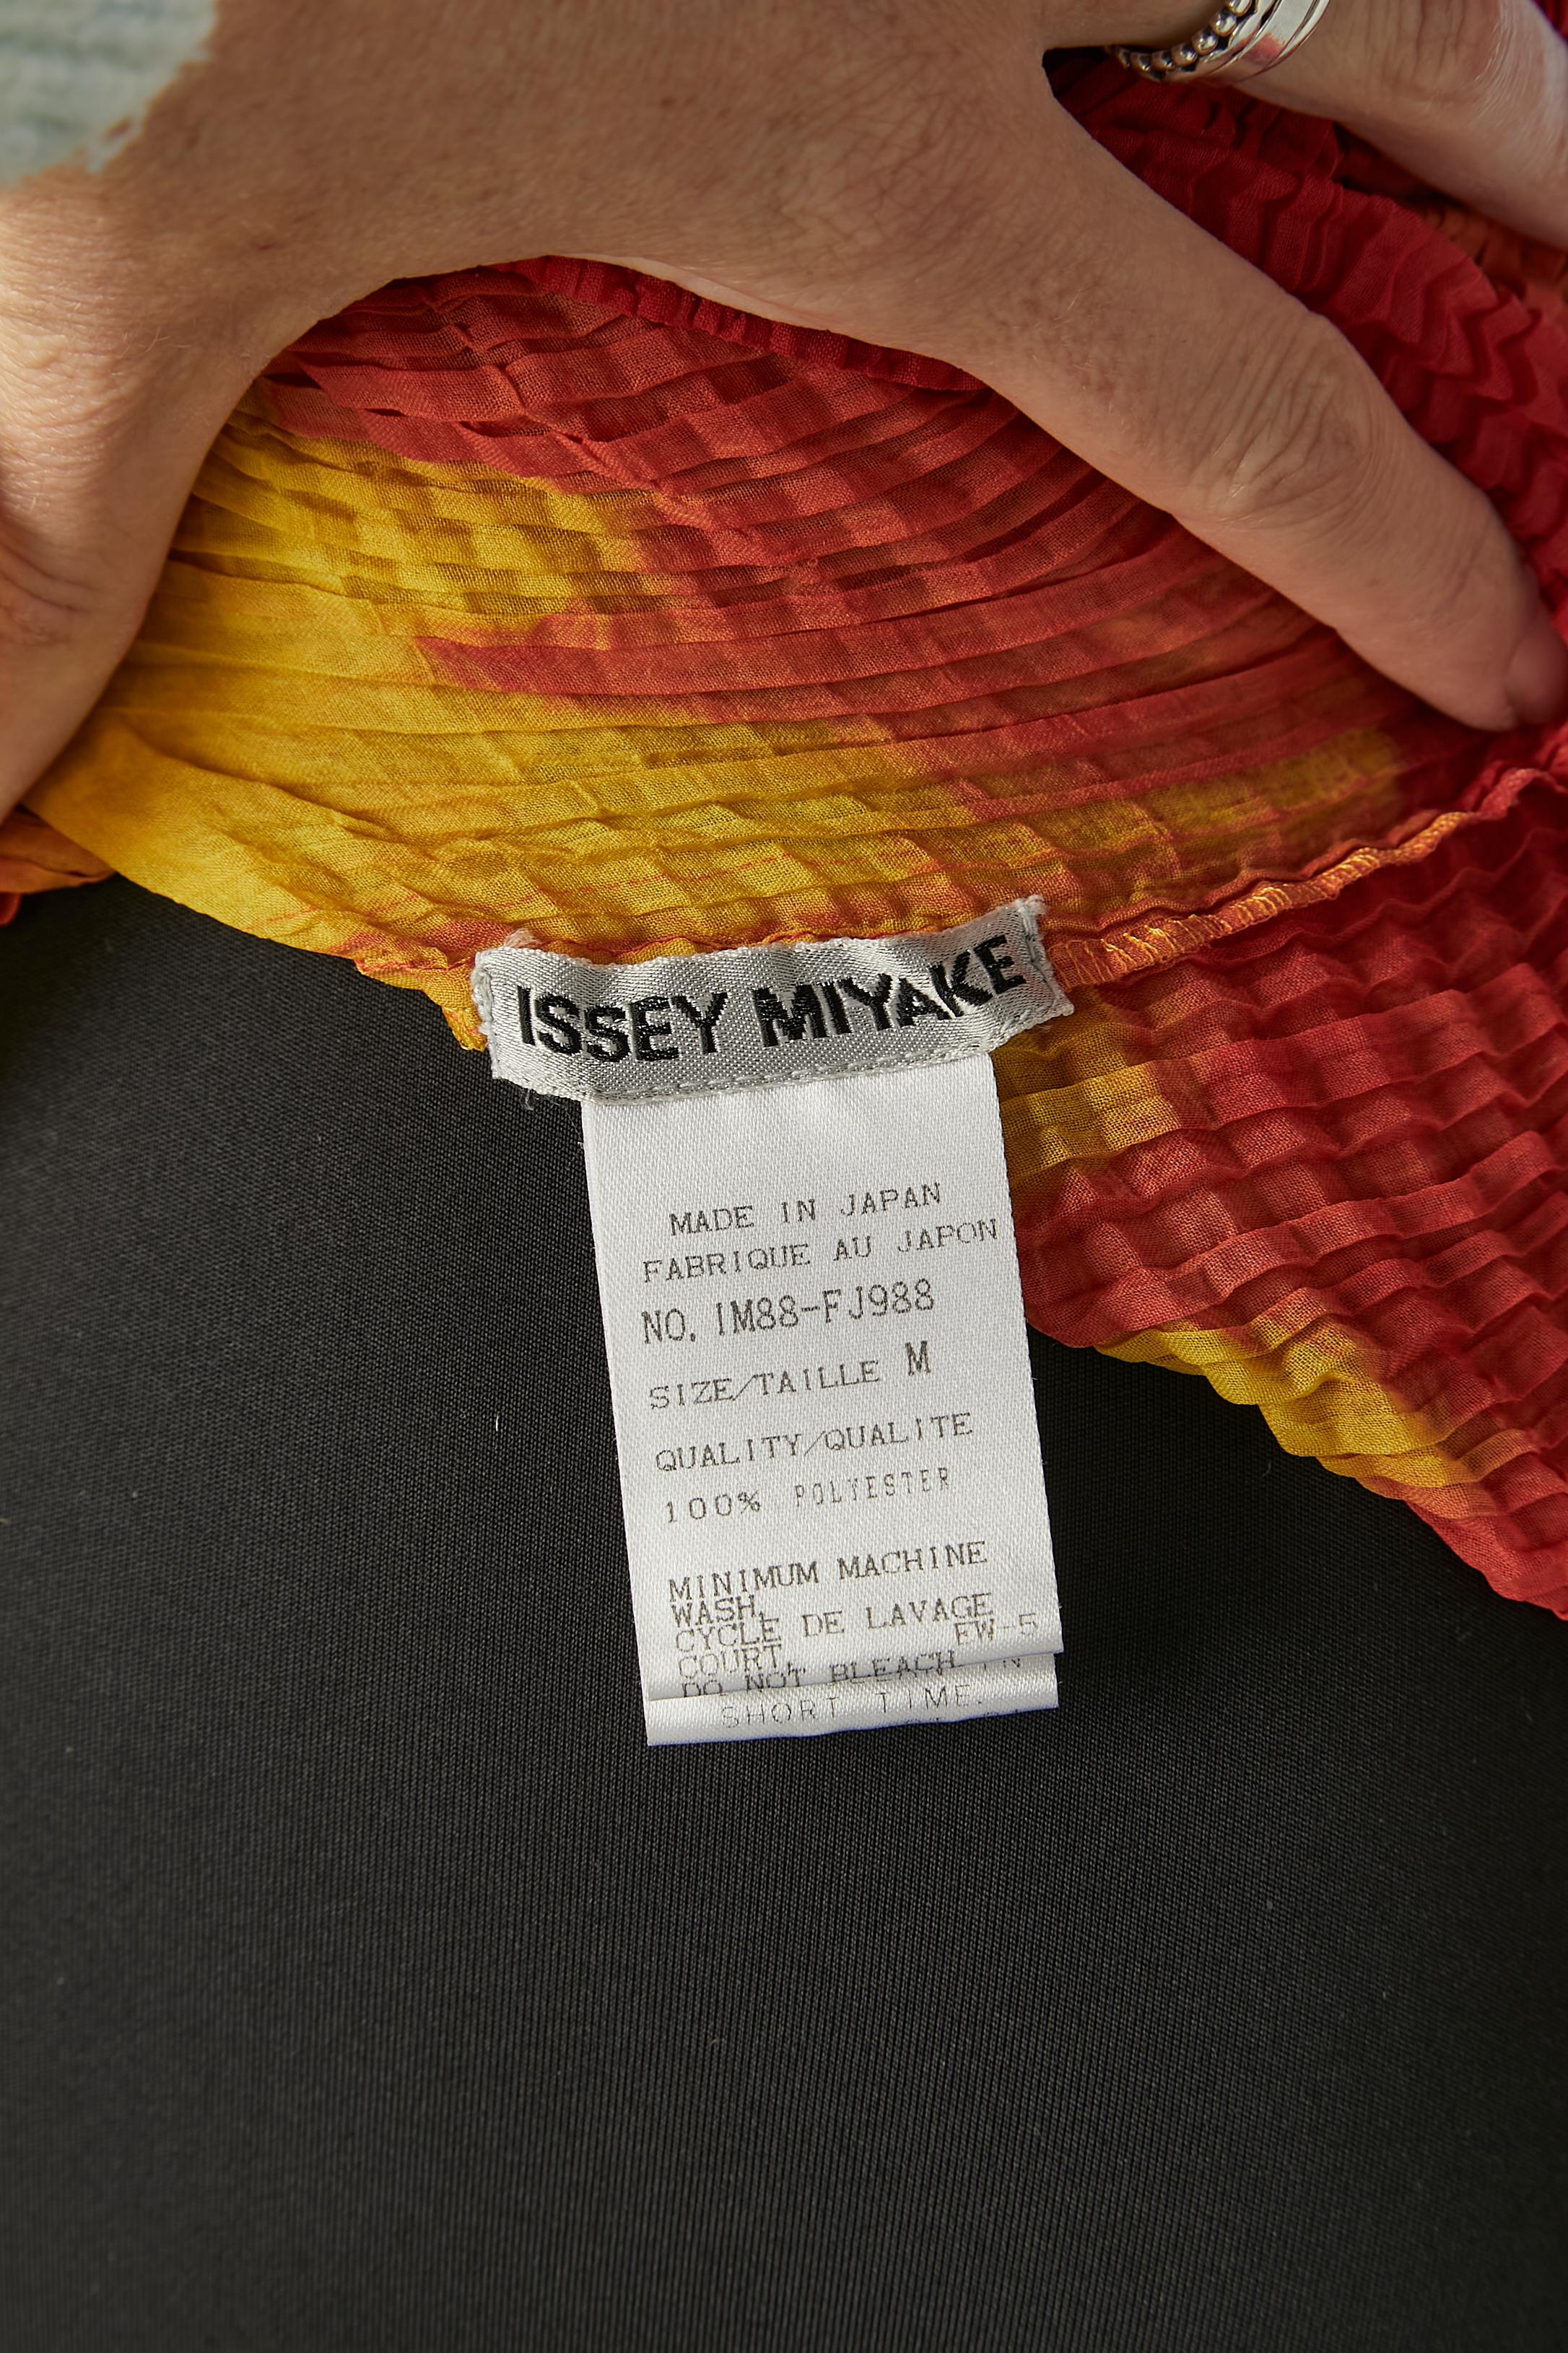 ISSEY MIYAKE
MADE IN JAPAN
FABRIQUE AU JAPON
NO. IM88-FJ988
SIZE/TAILLE M
QUALITY/QUALITE
100% POLYESTER
MINIMUM MACHINE
WASH.
CYCLE DE LAVAGE
COURT.
EW-5
DO NOT BLEACH
SHORT TIME.